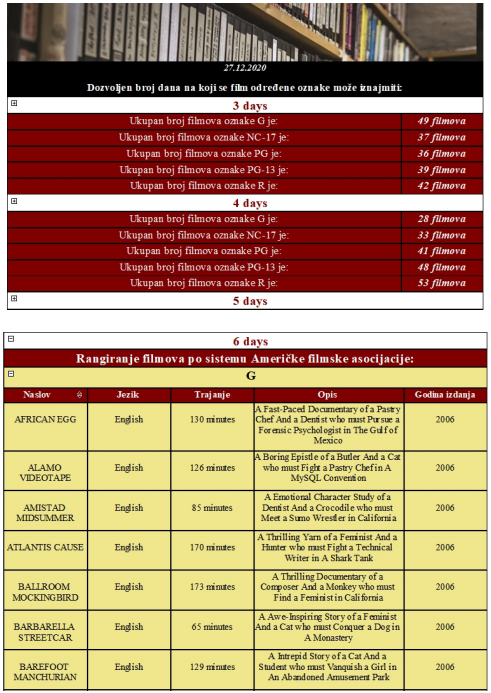 27.12.2020
Dozvoljen broj dana na koji se film određene oznake može iznajmiti:
3 days
Ukupan broj filmova oznake G je: 49 filmova
Ukupan broj filmova oznake NC-17 je: 37 filmova
Ukupan broj filmova oznake PG je: 36 filmova
Ukupan broj filmova oznake PG-13 je: 39 filmova
Ukupan broj filmova oznake R je: 42 filmova
4 days
Ukupan broj filmova oznake G je: 28 filmova
Ukupan broj filmova oznake NC-17 je: 33 filmova
Ukupan broj filmova oznake PG je: 41 filmova
Ukupan broj filmova oznake PG-13 je: 48 filmova
Ukupan broj filmova oznake R je: 53 filmova
5 days
6 days
Rangiranje filmova po sistemu Američke filmske asocijacije:
G
Naslov Jezik Trajanje Opis Godina izdanja
AFRICAN EGG English 130 minutes A Fast-Paced Documentary of a Pastry
Chef And a Dentist who must Pursue a
Forensic Psychologist in The Gulf of
Mexico 2006
ALAMO
VIDEOTAPE English 126 minutes A Boring Epistle of a Butler And a Cat
who must Fight a Pastry Chef in A
MySQL Convention 2006
AMISTAD
MIDSUMMER English 85 minutes A Emotional Character Study of a
Dentist And a Crocodile who must
Meet a Sumo Wrestler in California 2006
ATLANTIS CAUSE English 170 minutes A Thrilling Yarn of a Feminist And a
Hunter who must Fight a Technical
Writer in A Shark Tank 2006
BALLROOM
MOCKINGBIRD English 173 minutes A Thrilling Documentary of a
Composer And a Monkey who must
Find a Feminist in California 2006
BARBARELLA
STREETCAR English 65 minutes A Awe-Inspiring Story of a Feminist
And a Cat who must Conquer a Dog in
A Monastery 2006
BAREFOOT
MANCHURIAN English 129 minutes A Intrepid Story of a Cat And a
Student who must Vanquish a Girl in
An Abandoned Amusement Park 2006